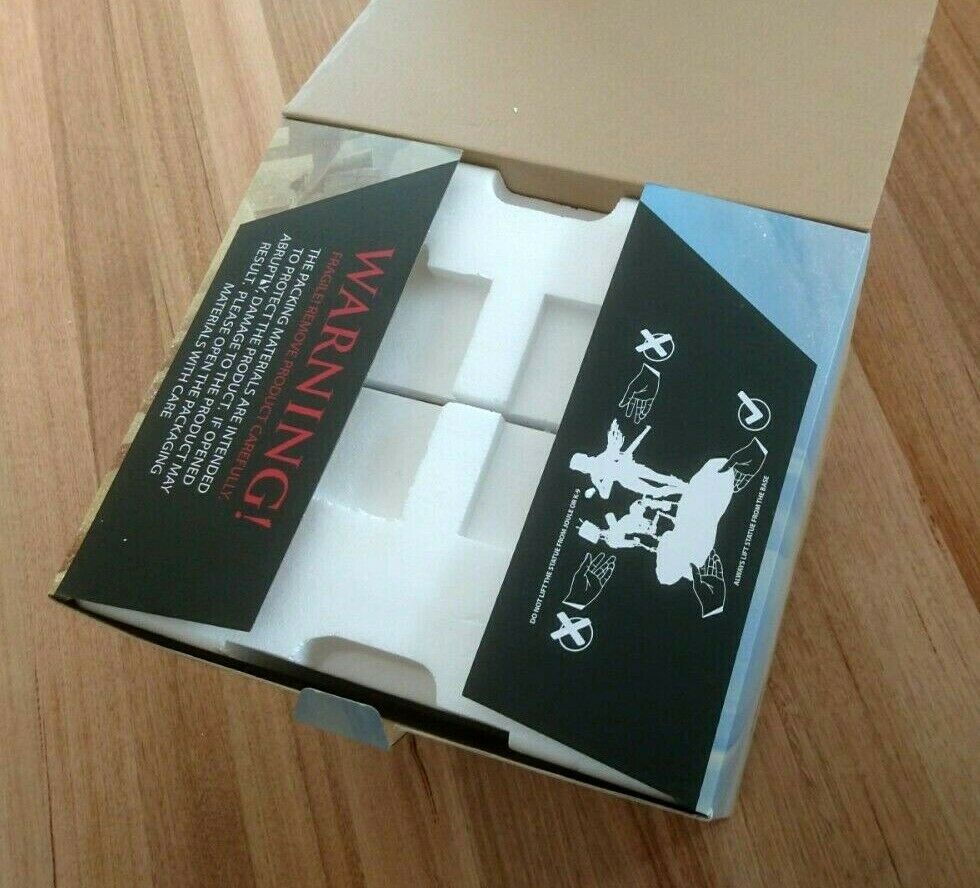 WARNING!
FRAGILE! REMOVE PRODUCT CAREFULLY.
THE PACKING MATERIALS ARE INTENDED
TO PROTECT THE PRODUCT. IF OPENED
ABRUPTLY, DAMAGE TO THE PRODUCT MAY
RESULT. PLEASE OPEN THE PACKAGING
MATERIALS WITH CARE
DO NOT LIFT THE STATUE FROM JOULE OR K-9
ALWAYS LIFT STATUE FROM THE BASE